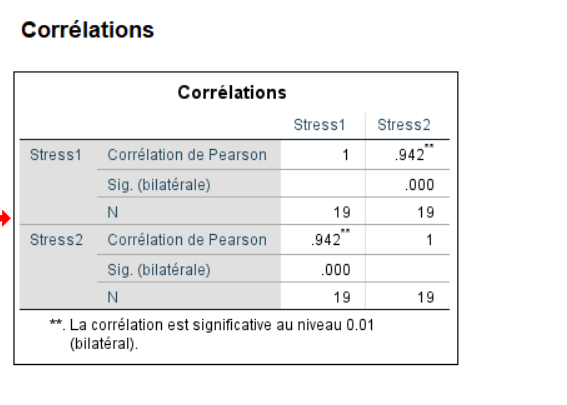 Corrélations
Corrélations
Stress1 Stress2
Stress1 Corrélation de Pearson 1 .942**
Sig. (bilatérale) .000
N 19 19
Stress2 Corrélation de Pearson .942** 1
Sig. (bilatérale) .000
N 19 19
**. La corrélation est significative au niveau 0.01
(bilatéral).